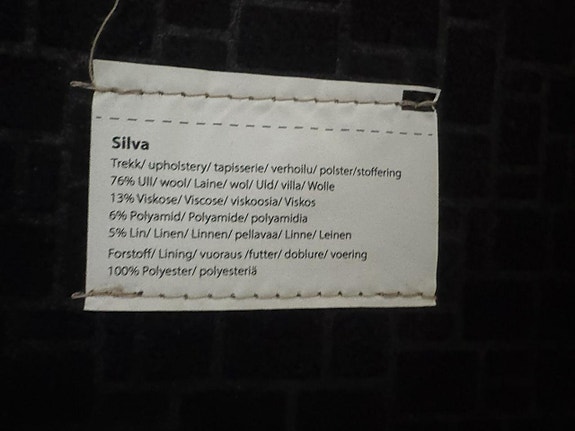 Silva
Trekk/ upholstery/ tapisserie/ verhoilu/ polster/stoffering
76% Ull/ wool/ Laine/ wol/ Uld/ villa/ Wolle
13% Viskose/ Viscose/ viskoosia/ Viskos
6% Polyamid/ Polyamide/ polyamidia
5% Lin/ Linen/ Linnen/ pellavaa/ Linne/ Leinen
Forstoff/ Lining/ vuoraus /futter/ doblure/ voering
100% Polyester/ polyesteriä